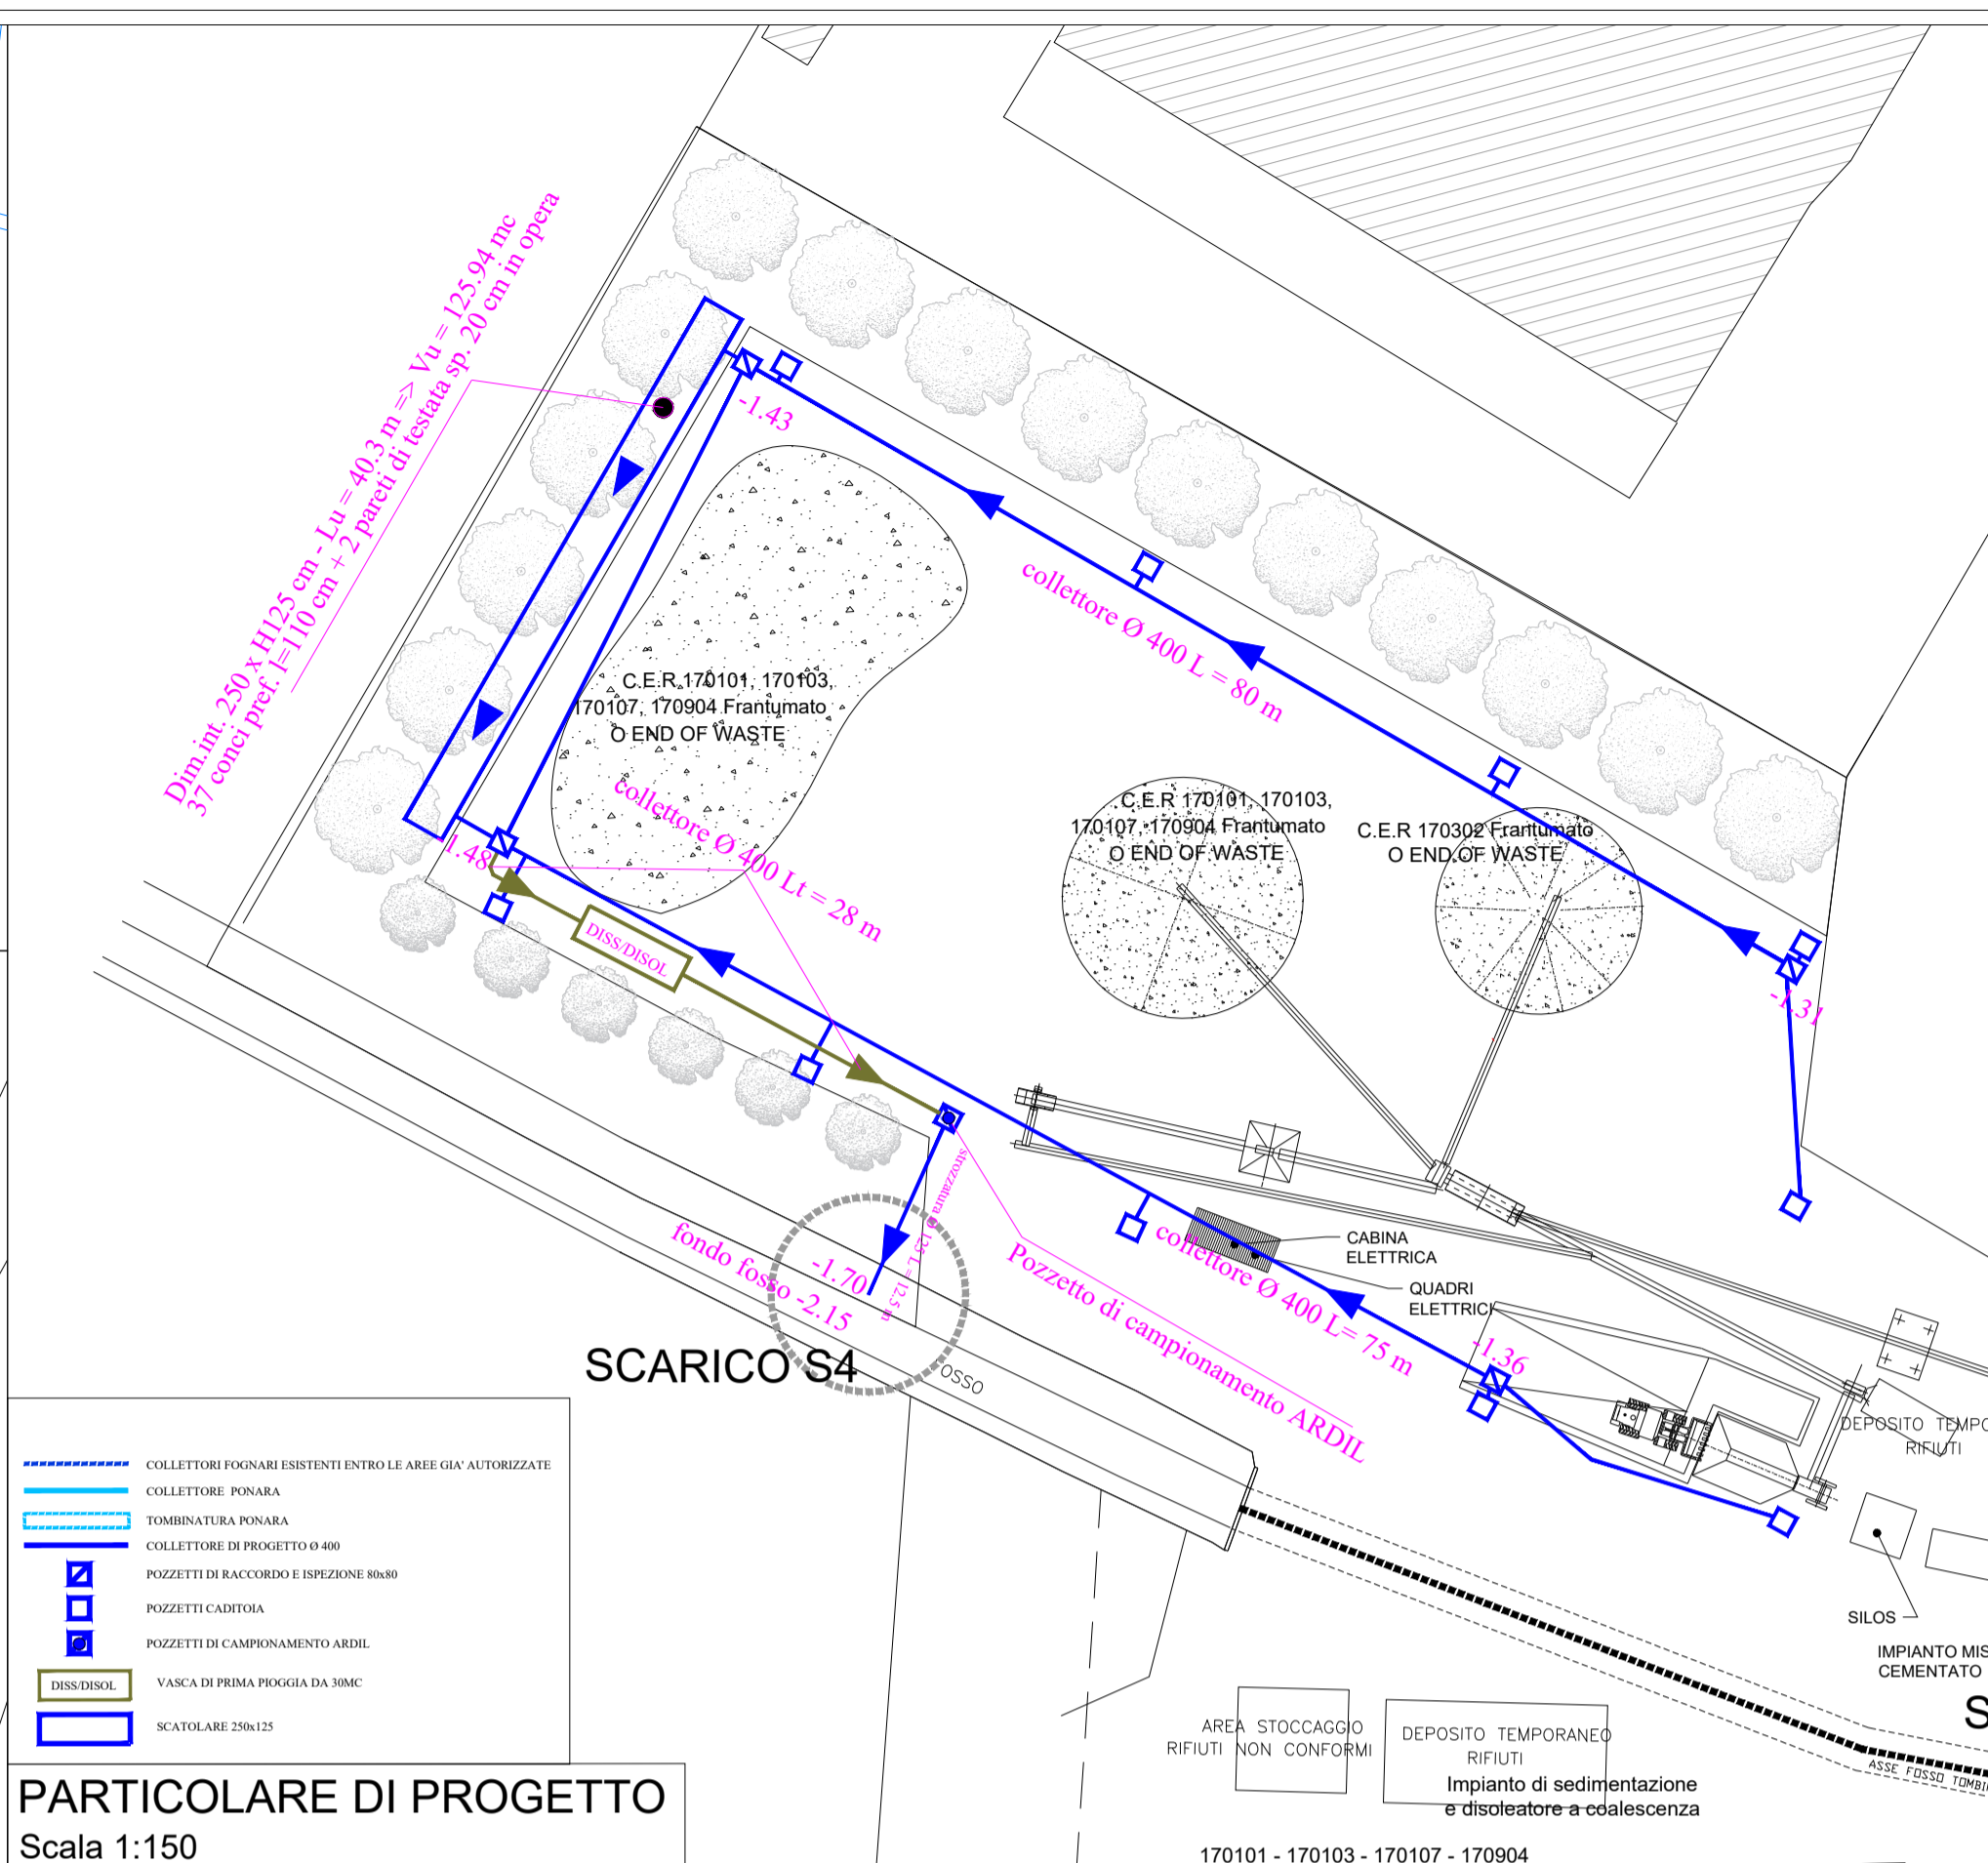 Dim.int. 250 x H125 cm - Lu = 40.3 m => Vu = 125.94 mc
37 conci pref. l=110 cm + 2 pareti di testata sp. 20 cm in opera
-1.43
collettore Ø 400 L = 80 m
C.E.R 170101, 170103,
170107, 170904 Frantumato
O END OF WASTE
collettore Ø 400 Lt = 28 m
C.E.R 170101, 170103,
170107, 170904 Frantumato
O END OF WASTE
C.E.R 170302 Frantumato
O END OF WASTE
1.48
DISS/DISOL
-1.31
strozzatura Ø 125 L = 12.5 m
CABINA
ELETTRICA
QUADRI
ELETTRICI
collettore Ø 400 L= 75 m
-1.36
Pozzetto di campionamento ARDIL
-1.70
fondo fosso -2.15
SCARICO S4
FOSSO
DEPOSITO TEMPO
RIFIUTI
SILOS
IMPIANTO MIS
CEMENTATO
S
ASSE FOSSO TOMBI
COLLETTORI FOGNARI ESISTENTI ENTRO LE AREE GIA' AUTORIZZATE
COLLETTORE PONARA
TOMBINATURA PONARA
COLLETTORE DI PROGETTO Ø 400
POZZETTI DI RACCORDO E ISPEZIONE 80x80
POZZETTI CADITOIA
POZZETTI DI CAMPIONAMENTO ARDIL
DISS/DISOL VASCA DI PRIMA PIOGGIA DA 30MC
SCATOLARE 250x125
AREA STOCCAGGIO
RIFIUTI NON CONFORMI
DEPOSITO TEMPORANEO
RIFIUTI
Impianto di sedimentazione
e disoleatore a coalescenza
170101 - 170103 - 170107 - 170904
PARTICOLARE DI PROGETTO
Scala 1:150